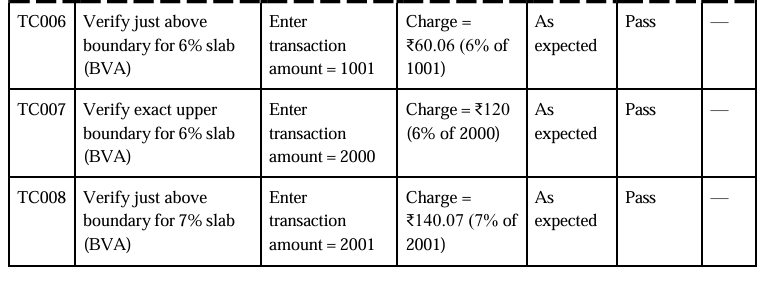 TC006 Verify just above Enter Charge = As Pass —
boundary for 6% slab transaction ₹60.06 (6% of expected
(BVA) amount = 1001 1001)
TC007 Verify exact upper Enter Charge = ₹120 As Pass —
boundary for 6% slab transaction (6% of 2000) expected
(BVA) amount = 2000
TC008 Verify just above Enter Charge = As Pass —
boundary for 7% slab transaction ₹140.07 (7% of expected
(BVA) amount = 2001 2001)